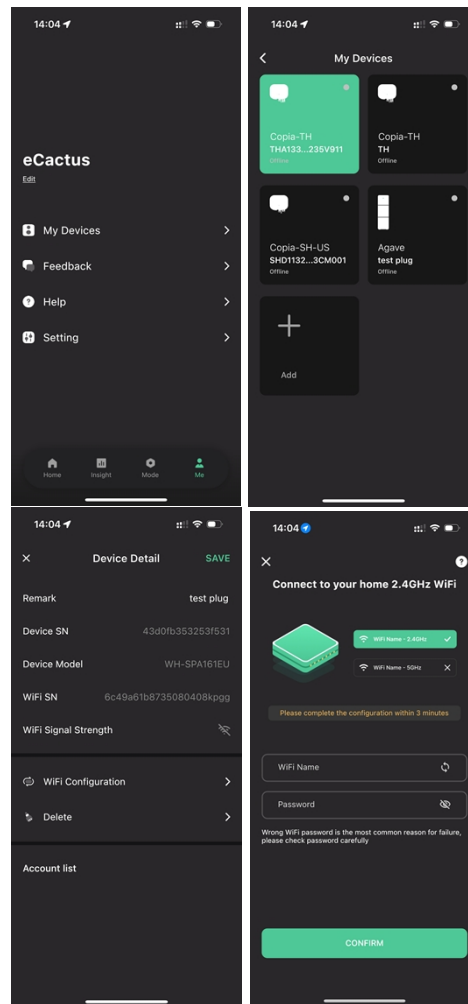 14:04
eCactus
Edit
My Devices
Feedback
Help
Setting
Home
Insight
Mode
Me
14:04
My Devices
Copia-TH
THA133...235V911
Offline
Copia-TH
TH
Offline
Copia-SH-US
SHD1132...3CM001
Offline
Agave
test plug
Offline
Add
14:04
Device Detail
SAVE
Remark
test plug
Device SN
43d0fb353253f531
Device Model
WH-SPA161EU
WiFi SN
6c49a61b8735080408kpgg
WiFi Signal Strength
WiFi Configuration
Delete
Account list
14:04
?
Connect to your home 2.4GHz WiFi
WiFi Name - 2.4GHz
WiFi Name - 5GHz
Please complete the configuration within 3 minutes
WiFi Name
Password
Wrong WiFi password is the most common reason for failure,
please check password carefully
CONFIRM